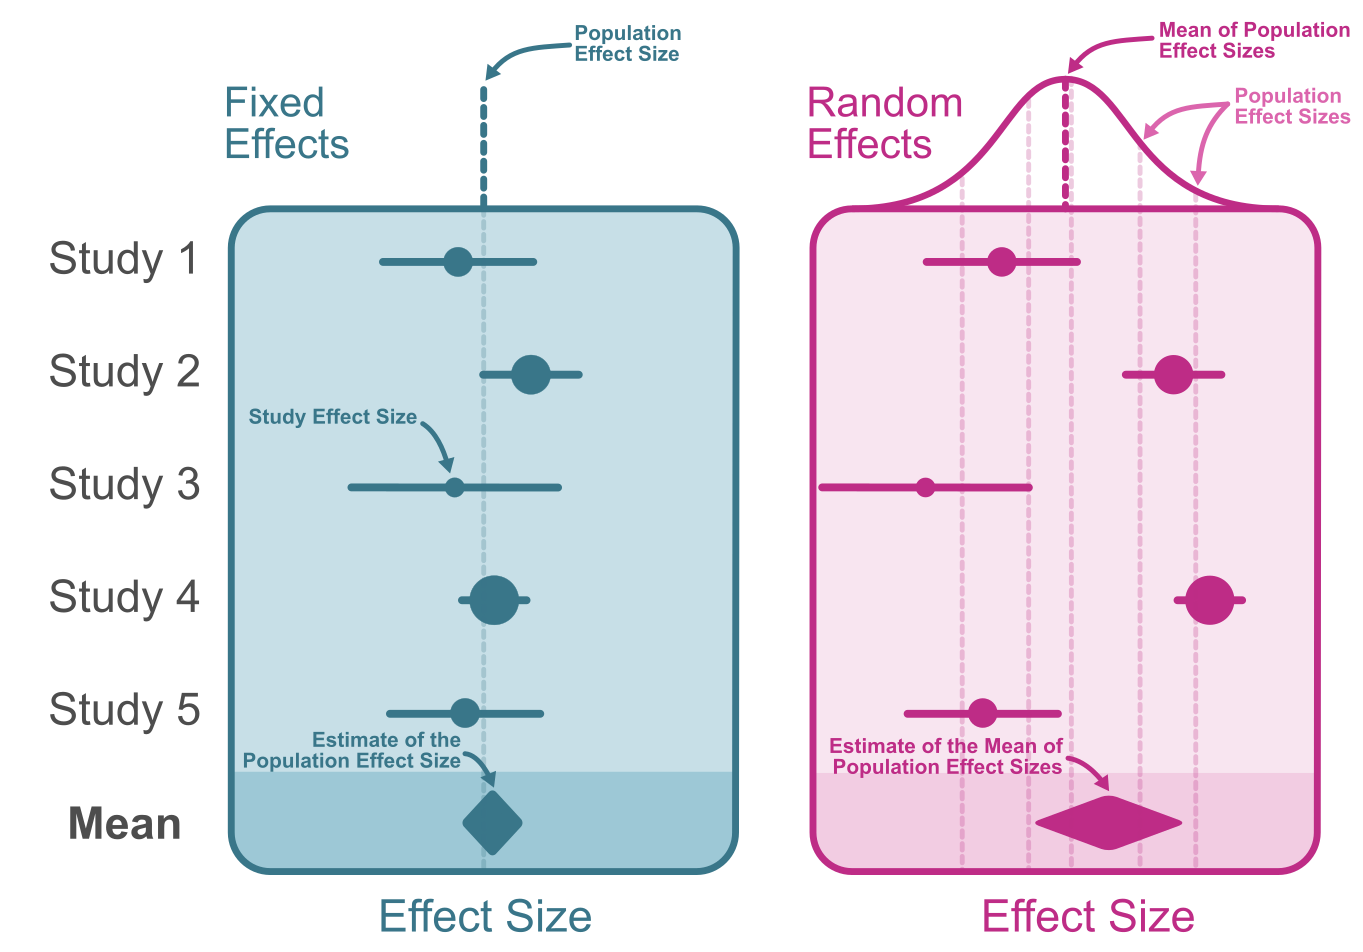 Population
Effect Size
Fixed
Effects
Mean of Population
Effect Sizes
Random
Effects
Population
Effect Sizes
Study 1
Study 2
Study Effect Size
Study 3
Study 4
Study 5
Estimate of the
Population Effect Size
Estimate of the Mean of
Population Effect Sizes
Mean
Effect Size
Effect Size